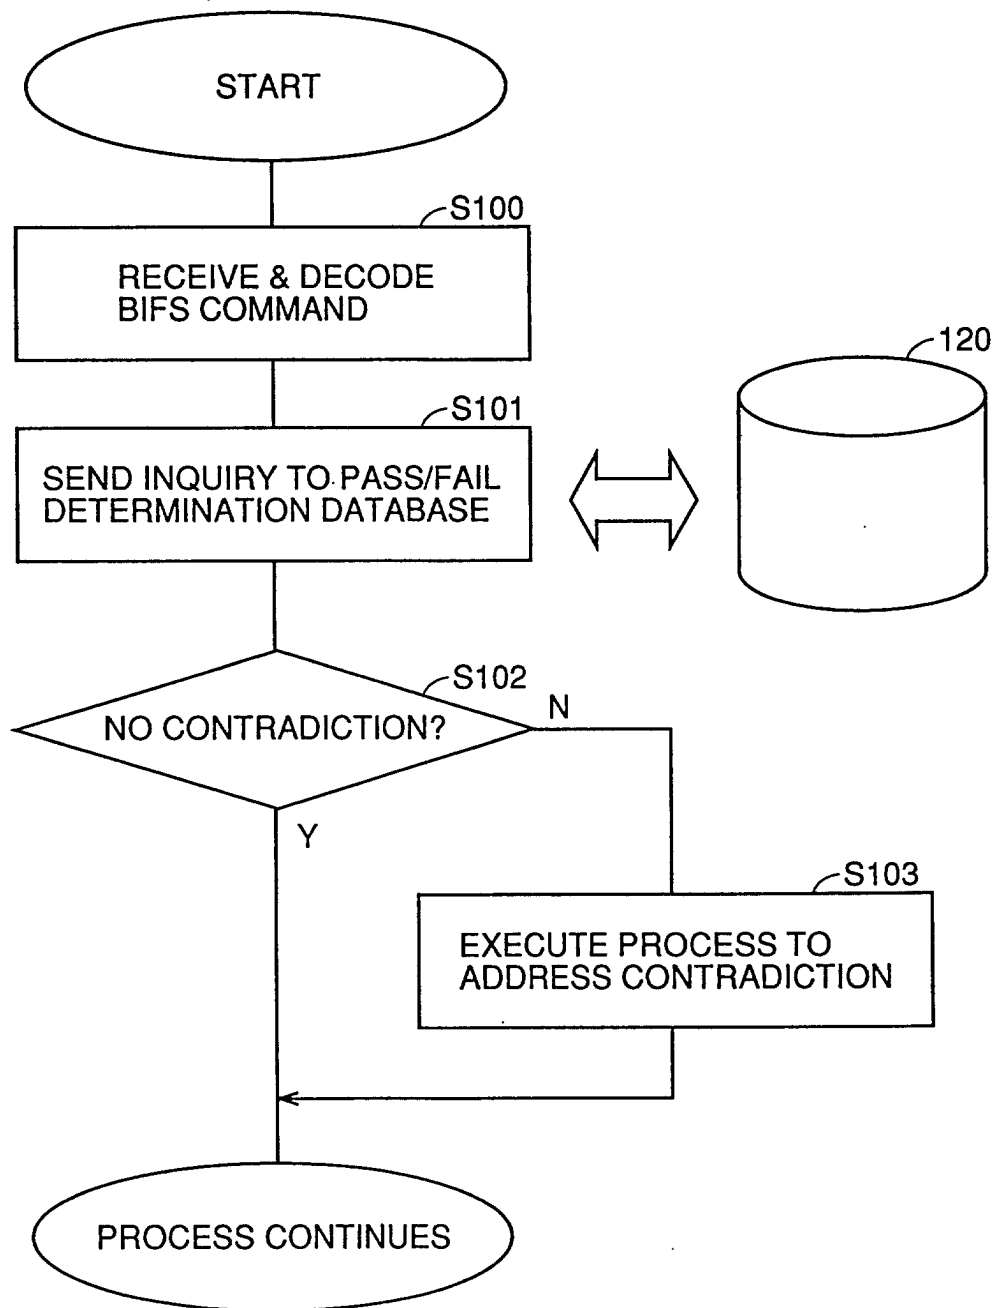 START
S100
RECEIVE & DECODE
BIFS COMMAND
120
S101
SEND INQUIRY TO PASS/FAIL
DETERMINATION DATABASE
S102
NO CONTRADICTION?
N
Y
S103
EXECUTE PROCESS TO
ADDRESS CONTRADICTION
PROCESS CONTINUES